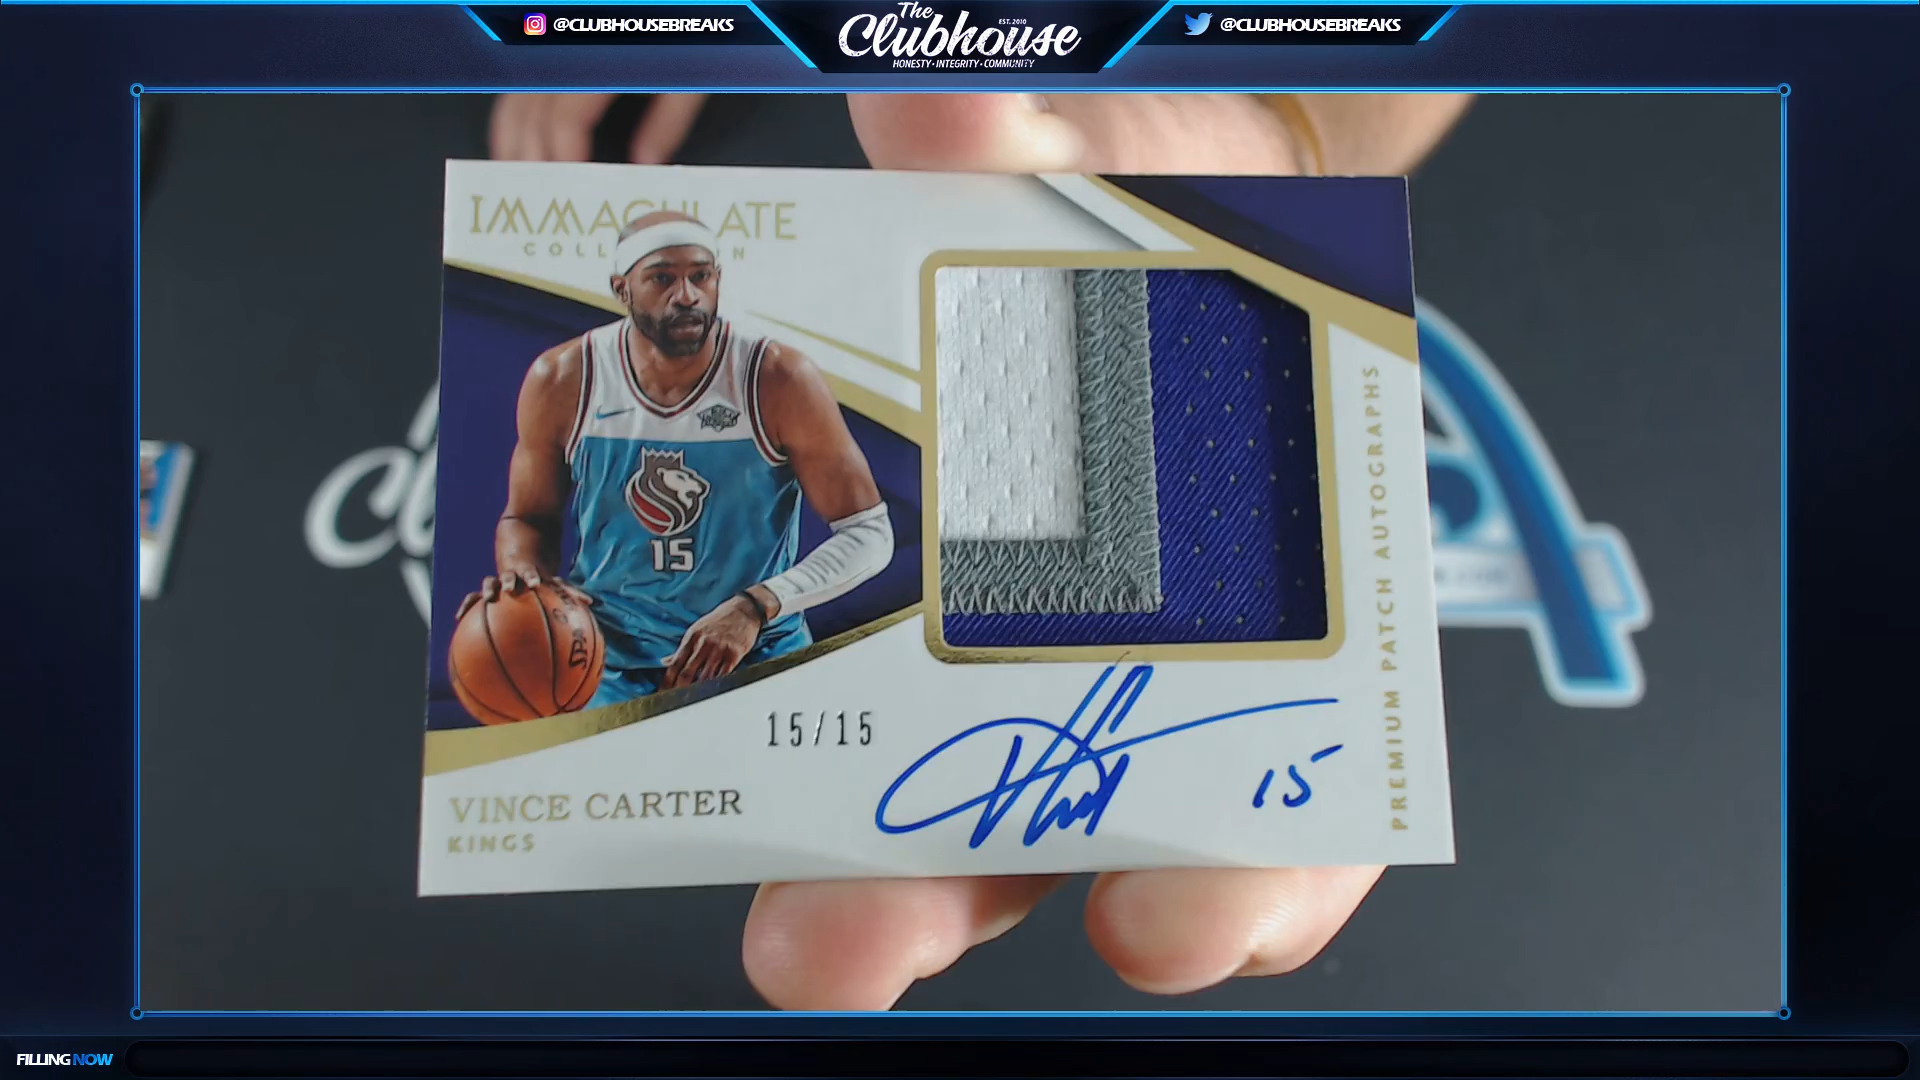 @CLUBHOUSEBREAKS
The
EST. 2010
Clubhouse
HONESTY • INTEGRITY • COMMUNITY
@CLUBHOUSEBREAKS
IMMACULATE
15
15/15
15
VINCE CARTER
KINGS
PREMIUM PATCH AUTOGRAPHS
FILLING NOW